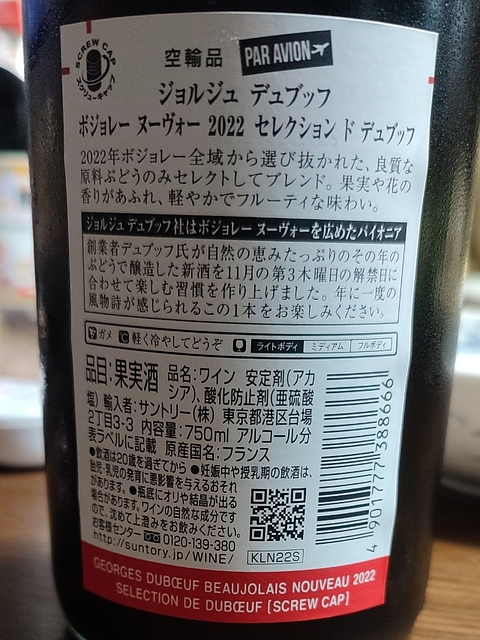 SCREW CAP
スクリューキャップ
空輸品 PAR AVION
ジョルジュ デュブッフ
ボジョレー ヌーヴォー 2022 セレクション ド デュブッフ
2022年ボジョレー全域から選び抜かれた、良質な
原料ぶどうのみセレクトしてブレンド。果実や花の
香りがあふれ、軽やかでフルーティな味わい。
ジョルジュ デュブッフ社はボジョレー ヌーヴォーを広めたパイオニア
創業者デュブッフ氏が自然の恵みたっぷりのその年の
ぶどうで醸造した新酒を11月の第3木曜日の解禁日に
合わせて楽しむ習慣を作り上げました。年に一度の
風物詩が感じられるこの1本をお楽しみください。
ガメ ℃ 軽く冷やしてどうぞ ライトボディ ミディアム フルボディ
品目:果実酒 品名:ワイン 安定剤(アカ
シア)、酸化防止剤(亜硫酸
塩) 輸入者:サントリー(株) 東京都港区台場
2丁目3-3 内容量:750ml アルコール分
表ラベルに記載 原産国名:フランス
●飲酒は20歳を過ぎてから ●妊娠中や授乳期の飲酒は、
胎児・乳児の発育に悪影響を与えるおそれ
があります。●瓶底にオリや結晶が出る
場合があります。ワインの自然な成分です
ので、沈めて上澄みをお飲みください。
お客様センター 0120-139-380
http://suntory.jp/WINE/ KLN22S
4 901777 388666
GEORGES DUBŒUF BEAUJOLAIS NOUVEAU 2022
SELECTION DE DUBŒUF [SCREW CAP]